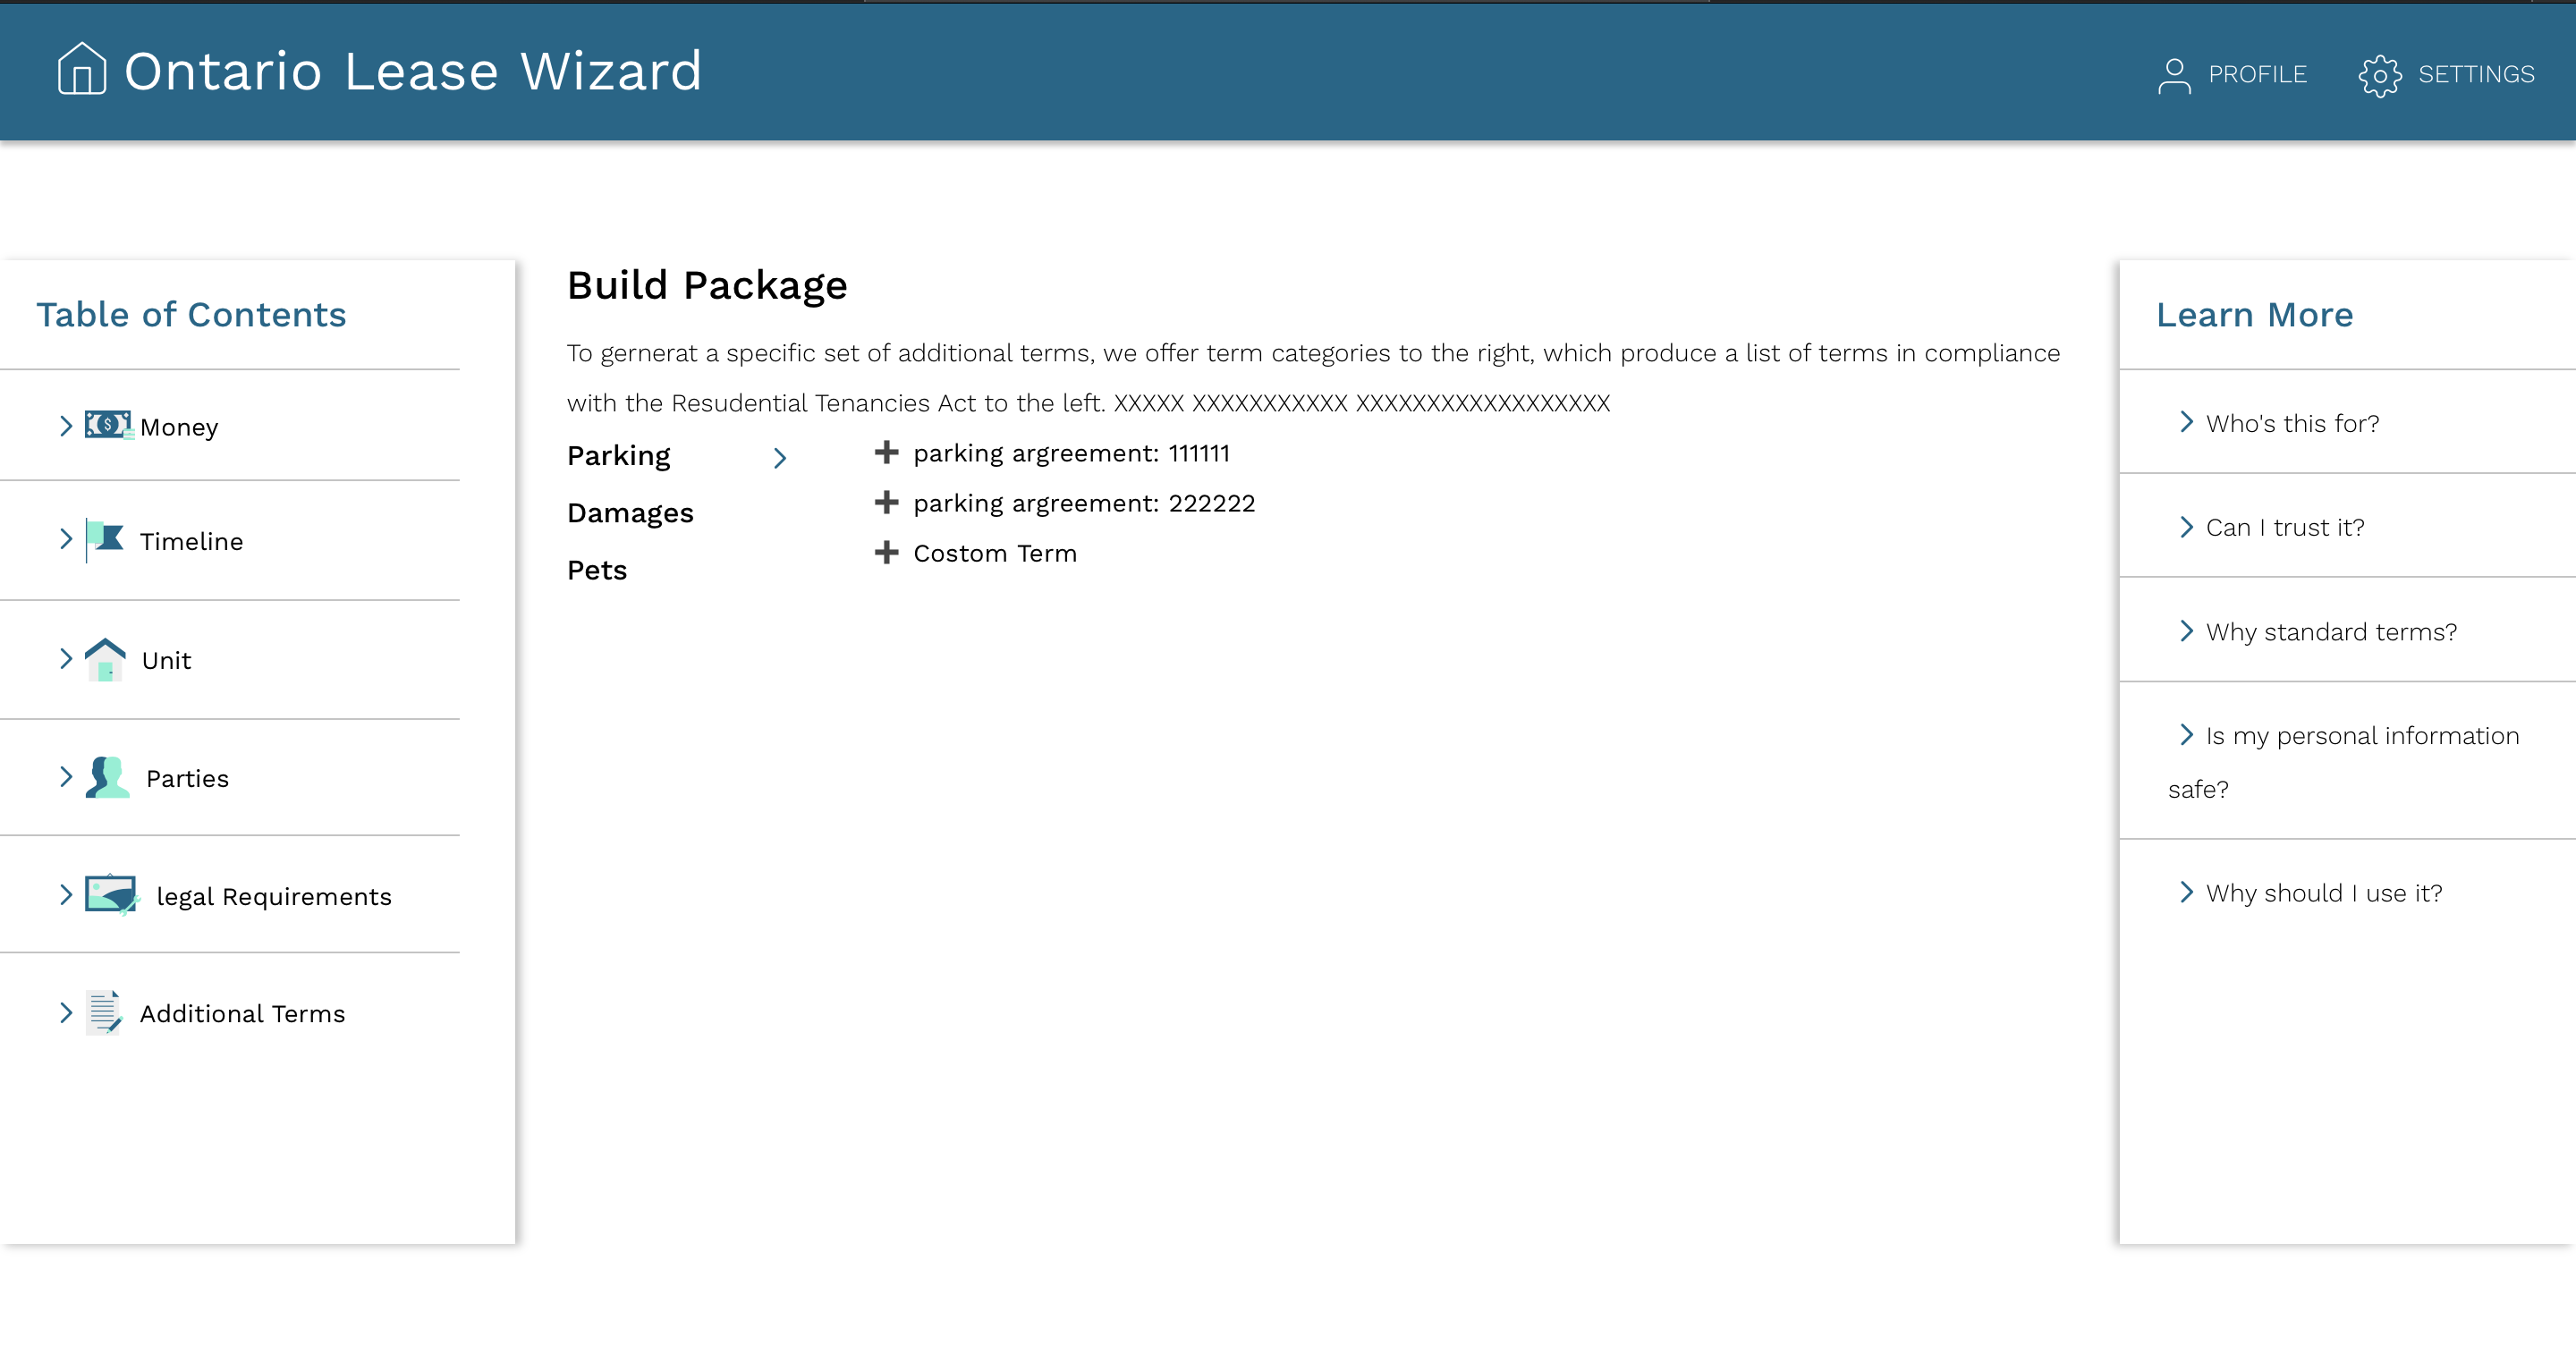 Ontario Lease Wizard
PROFILE
SETTINGS
Table of Contents
Money
Timeline
Unit
Parties
legal Requirements
Additional Terms
Build Package
To gernerat a specific set of additional terms, we offer term categories to the right, which produce a list of terms in compliance
with the Resudential Tenancies Act to the left. XXXXX XXXXXXXXXXX XXXXXXXXXXXXXXXXXX
Parking
Damages
Pets
parking argreement: 111111
parking argreement: 222222
Costom Term
Learn More
Who's this for?
Can I trust it?
Why standard terms?
Is my personal information
safe?
Why should I use it?